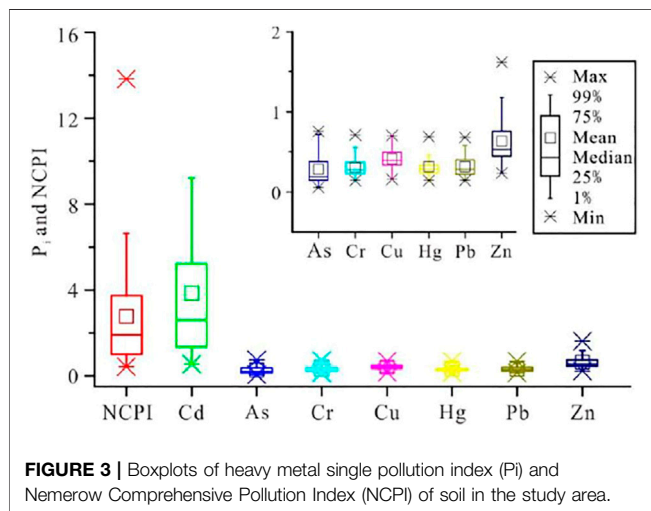 16
12
8
4
0
Pi and NCPI
NCPI Cd As Cr Cu Hg Pb Zn
2
1
0
As Cr Cu Hg Pb Zn
Max
99%
75%
Mean
Median
25%
1%
Min
FIGURE 3 | Boxplots of heavy metal single pollution index (Pi) and
Nemerow Comprehensive Pollution Index (NCPI) of soil in the study area.